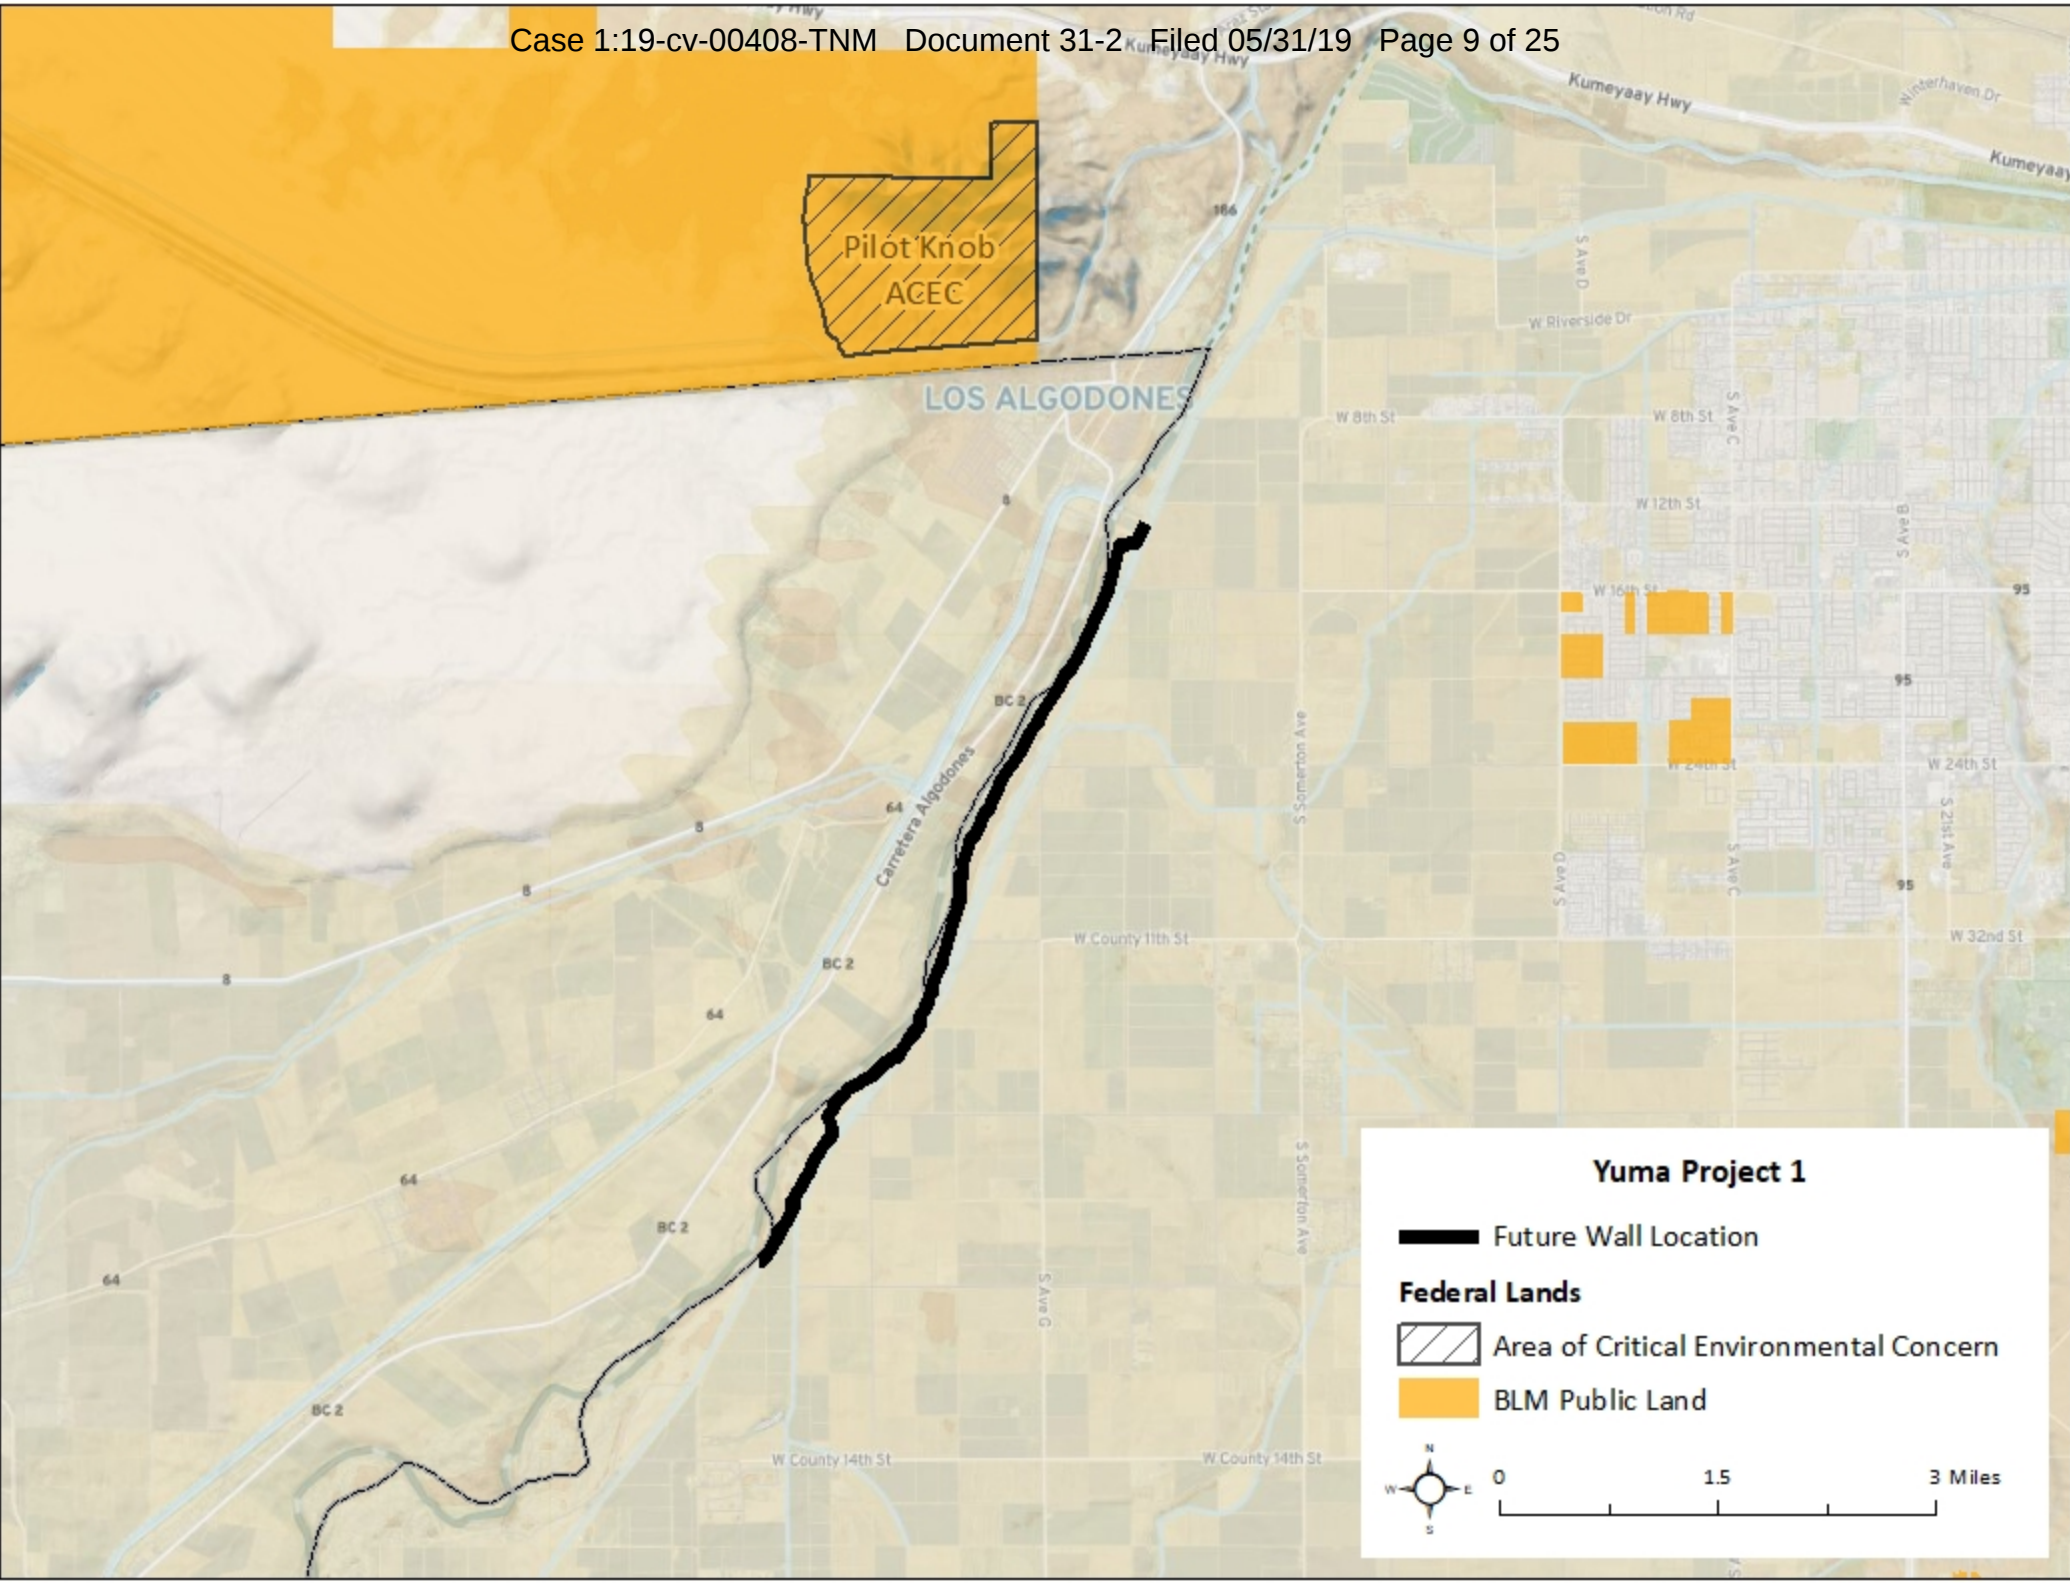 Case 1:19-cv-00408-TNM Document 31-2 Filed 05/31/19 Page 9 of 25
Kumeyaay Hwy
Kumeyaay Hwy
Winterhaven Dr
Kumeyaay
186
Pilot Knob
ACEC
S Ave D
W Riverside Dr
LOS ALGODONES
W 8th St
W 8th St
S Ave C
8
W 12th St
S Ave B
W 16th St
95
BC 2
95
S Somerton Ave
Carretera Algodones
W 24th St
W 24th St
64
8
S 21st Ave
S Ave D
S Ave C
8
95
W County 11th St
W 32nd St
BC 2
8
64
64
BC 2
S Somerton Ave
64
S Ave G
BC 2
W County 14th St
W County 14th St
Yuma Project 1
Future Wall Location
Federal Lands
Area of Critical Environmental Concern
BLM Public Land
N
W E
S
0 1.5 3 Miles